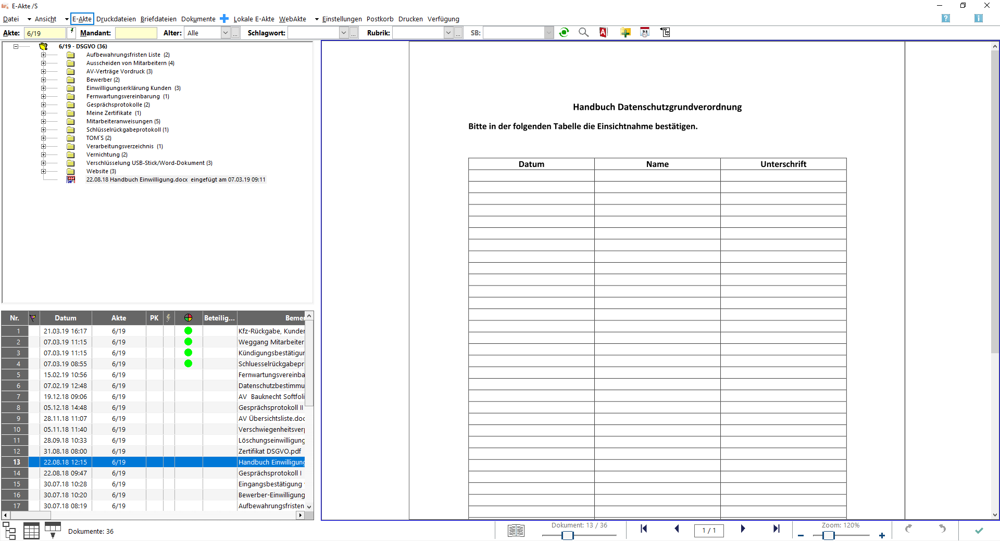 E-Akte /S
Datei Ansicht E-Akte Druckdateien Briefdateien Dokumente Lokale E-Akte WebAkte Einstellungen Postkorb Drucken Verfügung
Akte: 6/19 Mandant: Alter: Alle ... Schlagwort: ... Rubrik: ... SB:
6/19 - DSGVO (36)
Aufbewahrungsfristen Liste (2)
Ausscheiden von Mitarbeitern (4)
AV-Verträge Vordruck (3)
Bewerber (2)
Einwilligungserklärung Kunden (3)
Fernwartungsvereinbarung (1)
Gesprächsprotokolle (2)
Meine Zertifikate (1)
Mitarbeiteranweisungen (5)
Schlüsselrückgabeprotokoll (1)
TOM`S (2)
Verarbeitungsverzeichnis (1)
Vernichtung (2)
Verschlüsselung USB-Stick/Word-Dokument (3)
Website (3)
22.08.18 Handbuch Einwilligung.docx eingefügt am 07.03.19 09:11
Nr. Datum Akte PK Beteilig... Bemer
1 21.03.19 16:17 6/19 Kfz-Rückgabe, Kunder
2 07.03.19 11:15 6/19 Weggang Mitarbeiter
3 07.03.19 11:15 6/19 Kündigungsbestätigur
4 07.03.19 08:55 6/19 Schluesselrückgabepr
5 15.02.19 10:56 6/19 Fernwartungsvereinba
6 07.02.19 12:48 6/19 Datenschutzbestimmu
7 19.12.18 09:06 6/19 AV Bauknecht Softfoli
8 05.12.18 14:48 6/19 Gesprächsprotokoll II
9 28.11.18 11:07 6/19 AV Übersichtsliste.doc
10 05.11.18 11:40 6/19 Verschwiegenheitsverp
11 28.09.18 10:33 6/19 Löschungseinwilligung
12 31.08.18 08:00 6/19 Zertifikat DSGVO.pdf
13 22.08.18 12:15 6/19 Handbuch Einwilligung
14 22.08.18 09:47 6/19 Gesprächsprotokoll I
15 30.07.18 10:28 6/19 Eingangsbestätigung
16 30.07.18 10:20 6/19 Bewerber-Einwilligung
17 30.07.18 08:19 6/19 Aufbewahrungsfristen
Dokumente: 36
Handbuch Datenschutzgrundverordnung
Bitte in der folgenden Tabelle die Einsichtnahme bestätigen.
Datum Name Unterschrift
Dokument: 13 / 36
1 / 1
Zoom: 120%